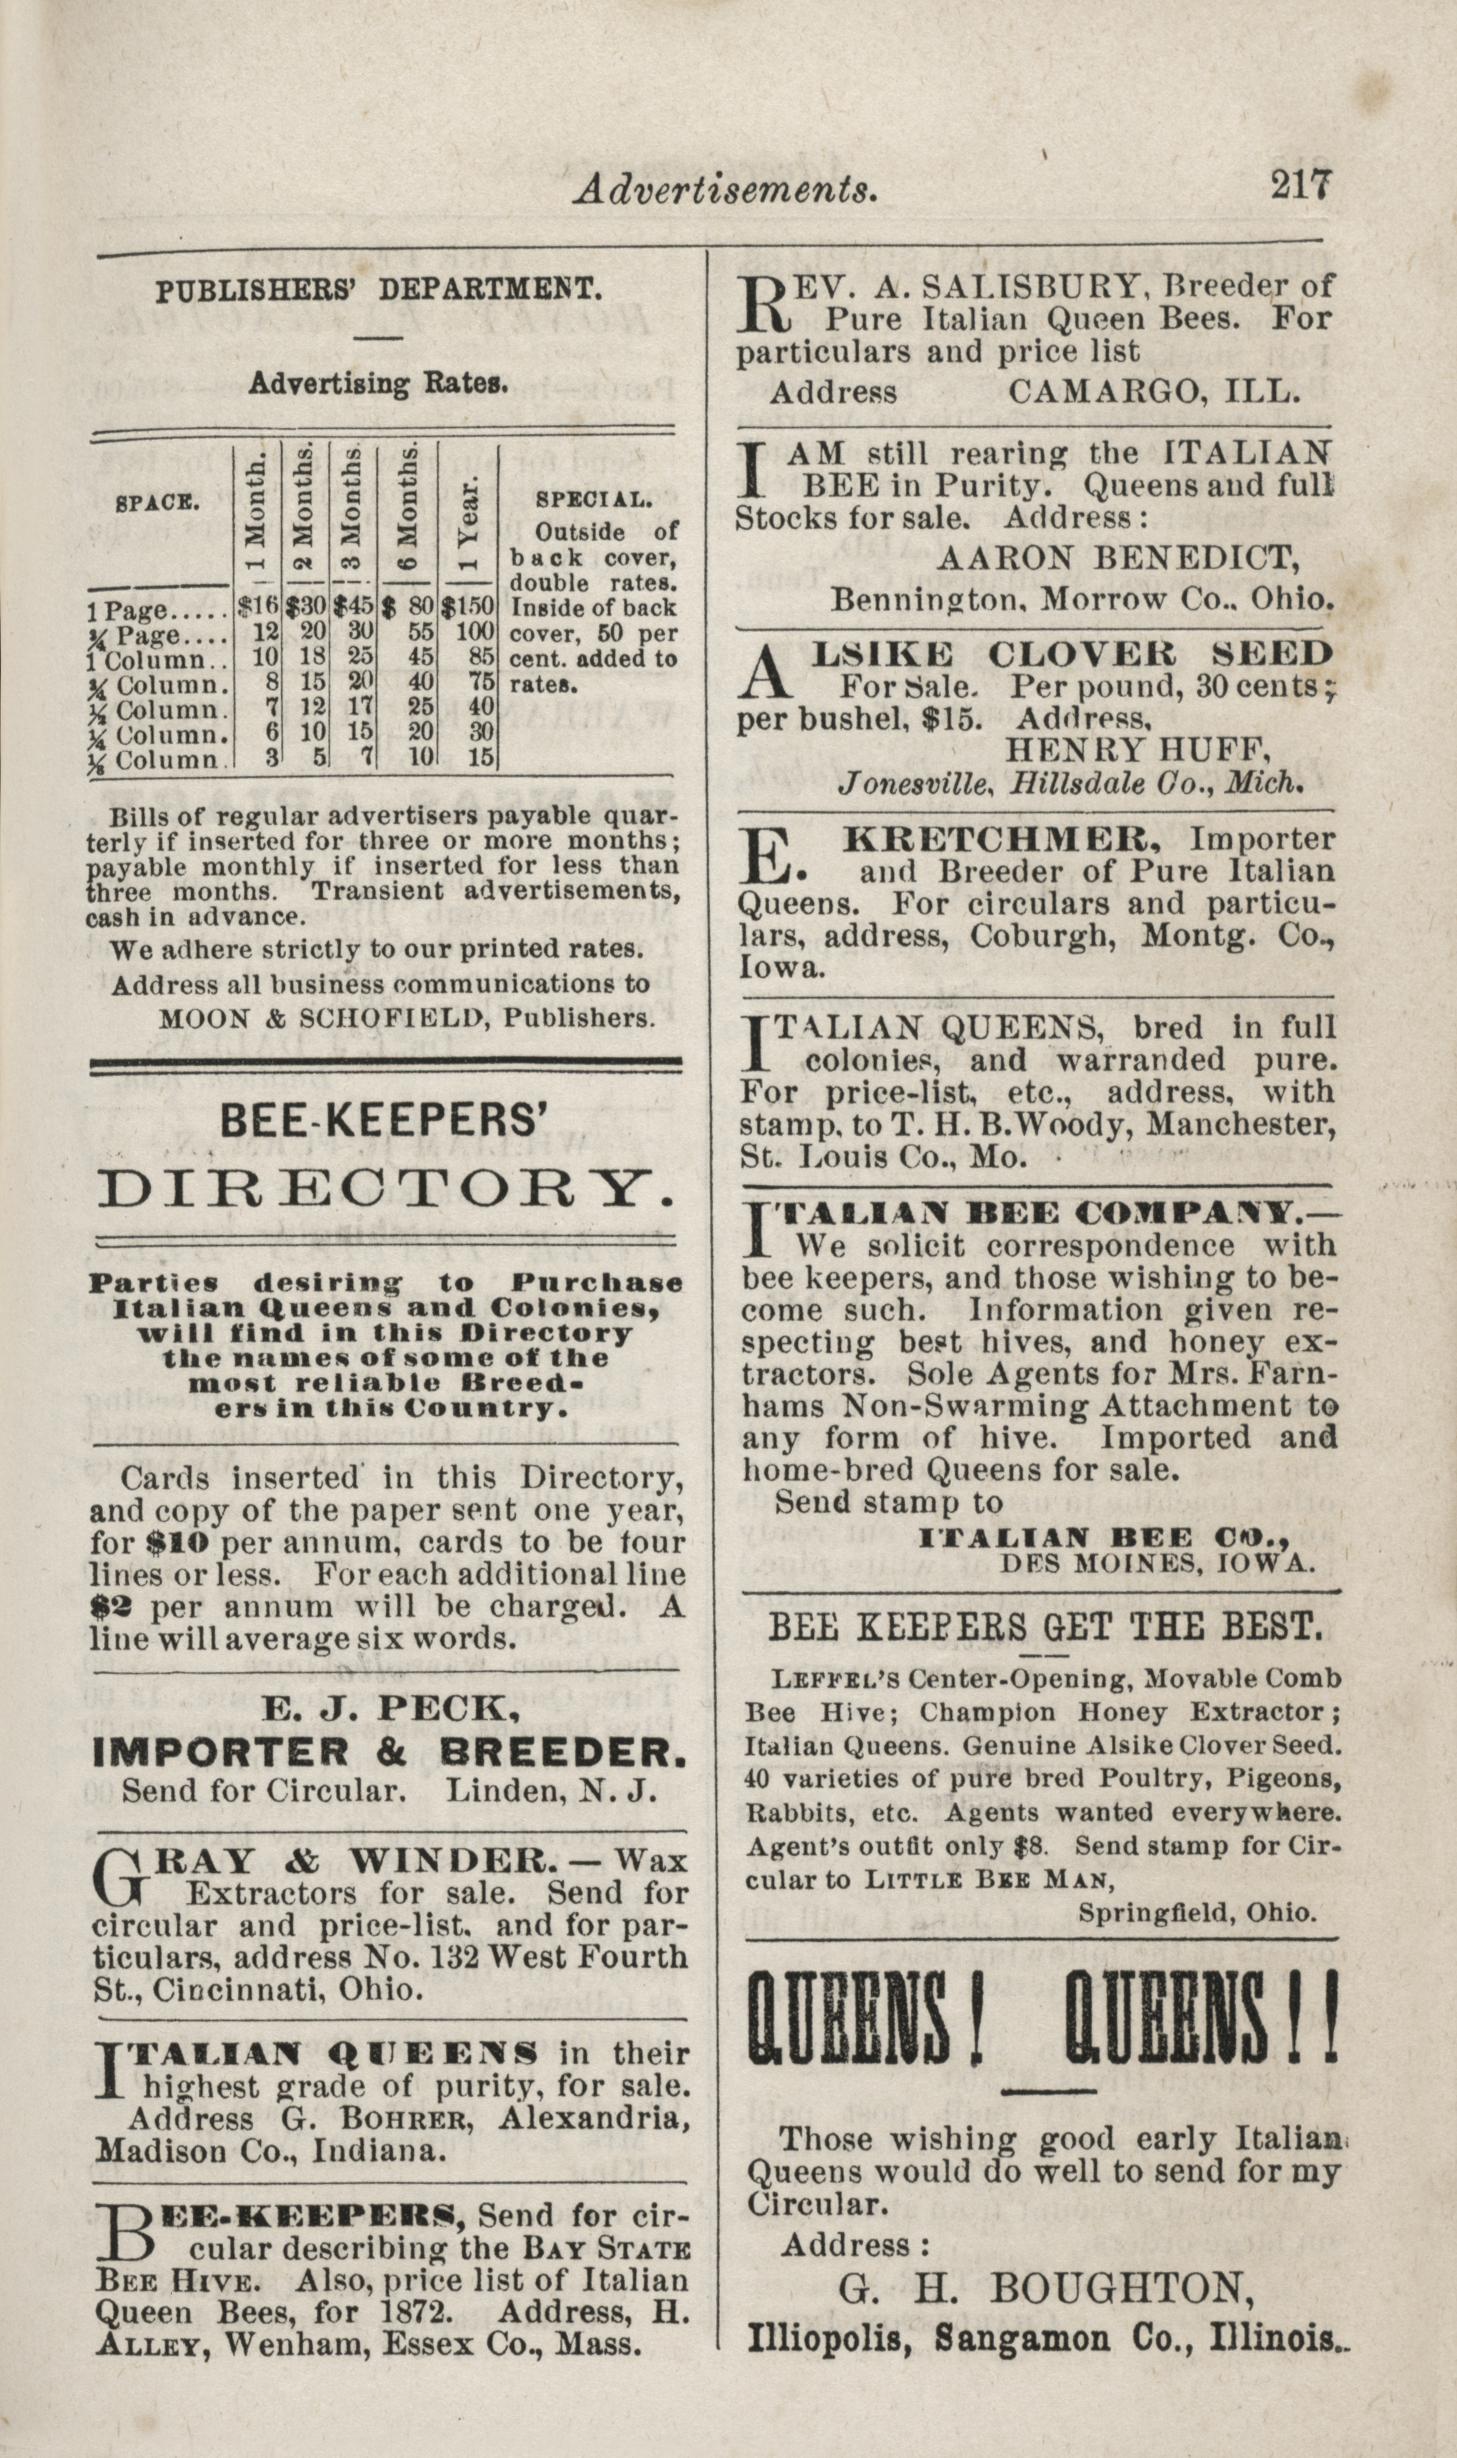 Advertisements. 217
PUBLISHERS' DEPARTMENT.
Advertising Rates.
SPACE. 1 Month. 2 Months. 3 Months 6 Months. 1 Year. SPECIAL.
Outside of
back cover,
double rates.
1 Page..... $16 $30 $45 $ 80 $150 Inside of back
Page.... 12 20 30 55 100 cover, 50 per
1 Column.. 10 18 25 45 85 cent. added to
¾ Column. 8 15 20 40 75 rates.
½ Column. 7 12 17 25 40
¼ Column. 6 10 15 20 30
⅛ Column. 3 5 7 10 15
Bills of regular advertisers payable quar-
terly if inserted for three or more months;
payable monthly if inserted for less than
three months. Transient advertisements,
cash in advance.
We adhere strictly to our printed rates.
Address all business communications to
MOON & SCHOFIELD, Publishers.
BEE-KEEPERS'
DIRECTORY.
Parties desiring to Purchase
Italian Queens and Colonies,
will find in this Directory
the names of some of the
most reliable Breed-
ers in this Country.
Cards inserted in this Directory,
and copy of the paper sent one year,
for $10 per annum, cards to be four
lines or less. For each additional line
$2 per annum will be charged. A
line will average six words.
E. J. PECK,
IMPORTER & BREEDER.
Send for Circular. Linden, N. J.
GRAY & WINDER.—Wax
Extractors for sale. Send for
circular and price-list, and for par-
ticulars, address No. 132 West Fourth
St., Cincinnati, Ohio.
ITALIAN QUEENS in their
highest grade of purity, for sale.
Address G. BOHRER, Alexandria,
Madison Co., Indiana.
BEE-KEEPERS, Send for cir-
cular describing the BAY STATE
BEE HIVE. Also, price list of Italian
Queen Bees, for 1872. Address, H.
ALLEY, Wenham, Essex Co., Mass.
REV. A. SALISBURY, Breeder of
Pure Italian Queen Bees. For
particulars and price list
Address CAMARGO, ILL.
I AM still rearing the ITALIAN
BEE in Purity. Queens and full
Stocks for sale. Address:
AARON BENEDICT,
Bennington, Morrow Co., Ohio.
ALSIKE CLOVER SEED
For Sale. Per pound, 30 cents;
per bushel, $15. Address,
HENRY HUFF,
Jonesville, Hillsdale Co., Mich.
E. KRETCHMER, Importer
and Breeder of Pure Italian
Queens. For circulars and particu-
lars, address, Coburgh, Montg. Co.,
Iowa.
ITALIAN QUEENS, bred in full
colonies, and warranded pure.
For price-list, etc., address, with
stamp, to T. H. B. Woody, Manchester,
St. Louis Co., Mo.
ITALIAN BEE COMPANY.—
We solicit correspondence with
bee keepers, and those wishing to be-
come such. Information given re-
specting best hives, and honey ex-
tractors. Sole Agents for Mrs. Farn-
hams Non-Swarming Attachment to
any form of hive. Imported and
home-bred Queens for sale.
Send stamp to
ITALIAN BEE CO.,
DES MOINES, IOWA.
BEE KEEPERS GET THE BEST.
LEFFEL'S Center-Opening, Movable Comb
Bee Hive; Champion Honey Extractor;
Italian Queens. Genuine Alsike Clover Seed.
40 varieties of pure bred Poultry, Pigeons,
Rabbits, etc. Agents wanted everywhere.
Agent's outfit only $8. Send stamp for Cir-
cular to LITTLE BEE MAN,
Springfield, Ohio.
QUEENS! QUEENS!!
Those wishing good early Italian
Queens would do well to send for my
Circular.
Address:
G. H. BOUGHTON,
Illiopolis, Sangamon Co., Illinois.